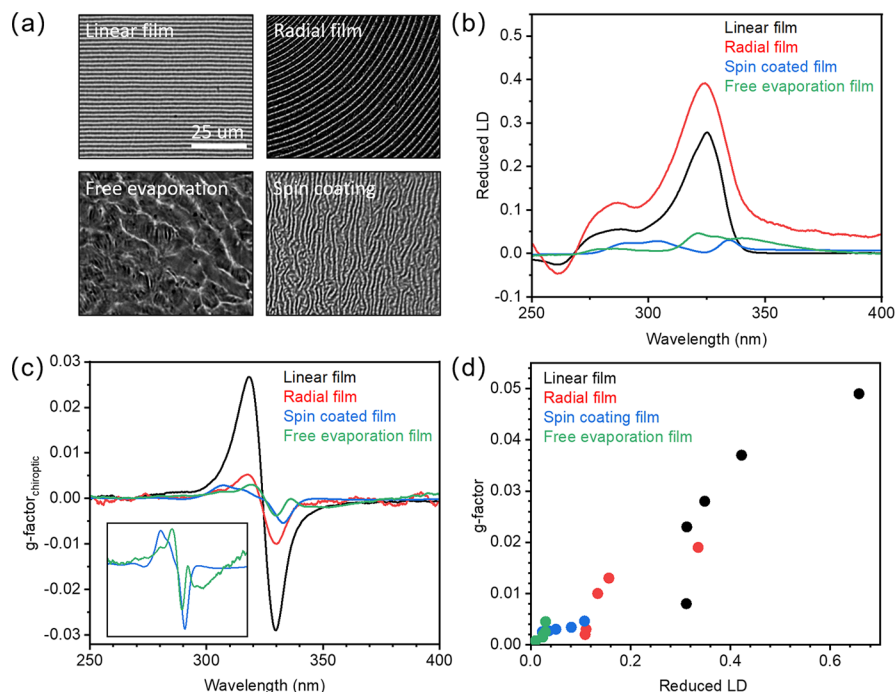 (a)
Linear film
25 um
Radial film
Free evaporation
Spin coating
(b)
Linear film
Radial film
Spin coated film
Free evaporation film
0.5
0.4
0.3
0.2
0.1
0.0
-0.1
Reduced LD
250
300
350
400
Wavelength (nm)
(c)
Linear film
Radial film
Spin coated film
Free evaporation film
0.03
0.02
0.01
0.00
-0.01
-0.02
-0.03
g-factorchiroptic
250
300
350
400
Wavelength (nm)
(d)
Linear film
Radial film
Spin coating film
Free evaporation film
0.05
0.04
0.03
0.02
0.01
0.00
g-factor
0.0
0.2
0.4
0.6
Reduced LD